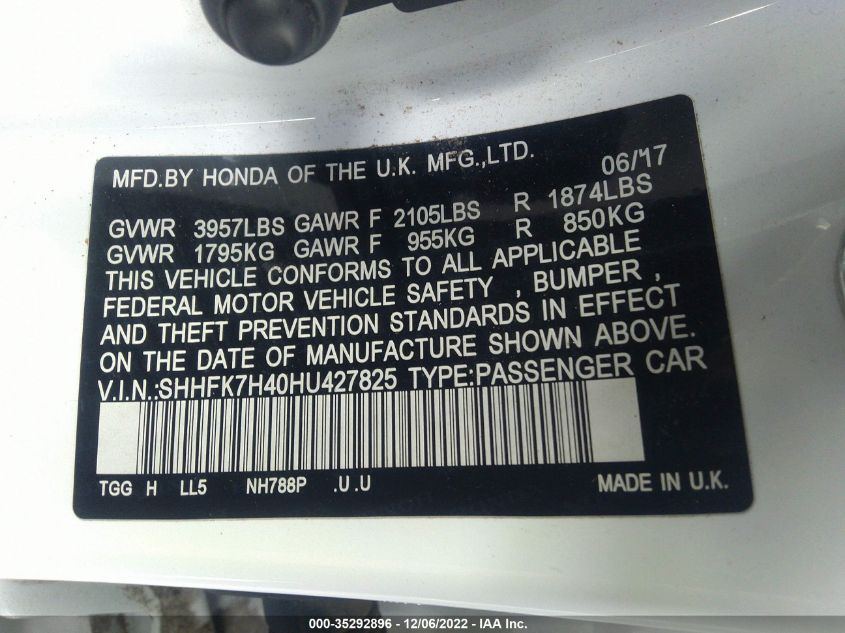 MFD.BY HONDA OF THE U.K. MFG.,LTD. 06/17
GVWR 3957LBS GAWR F 2105LBS R 1874LBS
GVWR 1795KG GAWR F 955KG R 850KG
THIS VEHICLE CONFORMS TO ALL APPLICABLE
FEDERAL MOTOR VEHICLE SAFETY , BUMPER ,
AND THEFT PREVENTION STANDARDS IN EFFECT
ON THE DATE OF MANUFACTURE SHOWN ABOVE.
V.I.N.:SHHFK7H40HU427825 TYPE:PASSENGER CAR
TGG H LL5 NH788P .U.U MADE IN U.K.
000-35292896 - 12/06/2022 - IAA Inc.